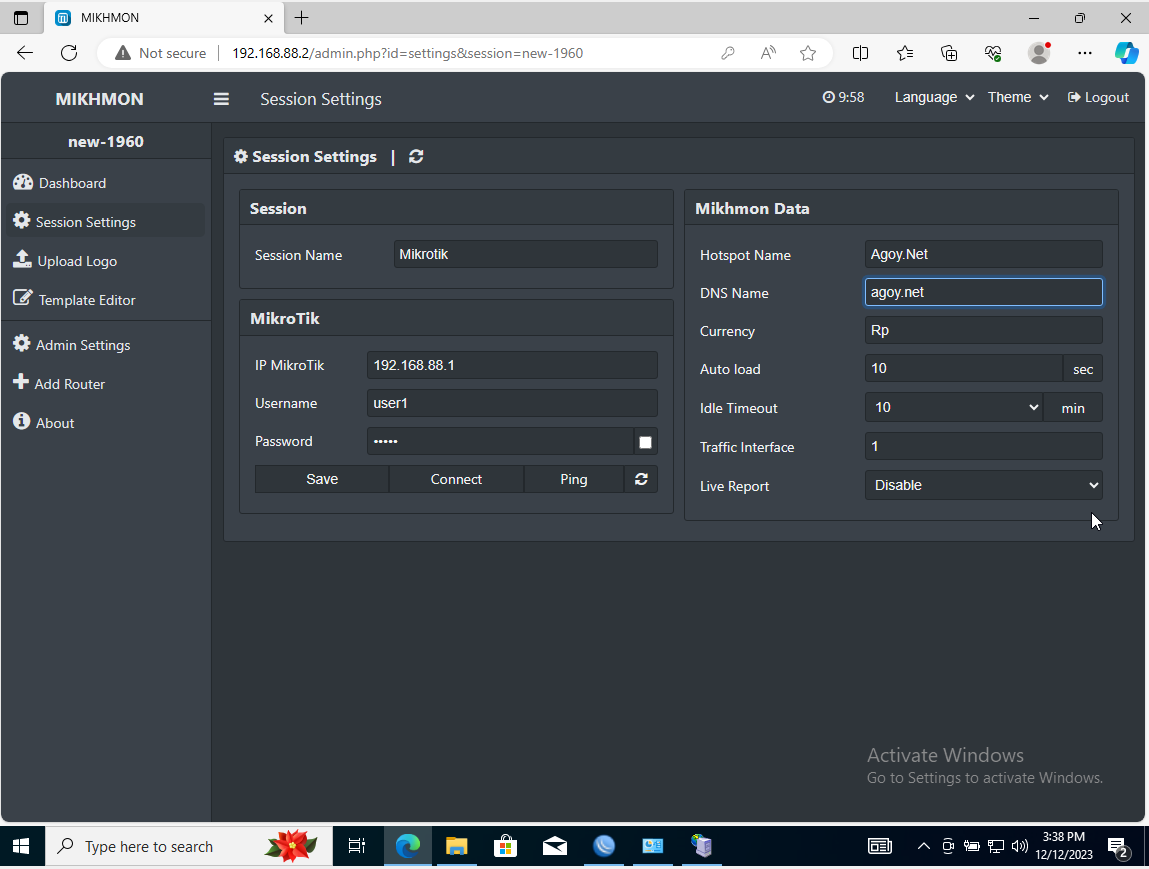 MIKHMON
Not secure
192.168.88.2/admin.php?id=settings&session=new-1960
MIKHMON
Session Settings
9:58
Language
Theme
Logout
new-1960
Dashboard
Session Settings
Upload Logo
Template Editor
Admin Settings
Add Router
About
Session Settings |
Session
Session Name
Mikrotik
MikroTik
IP MikroTik
192.168.88.1
Username
user1
Password
•••••
Save
Connect
Ping
Mikhmon Data
Hotspot Name
Agoy.Net
DNS Name
agoy.net
Currency
Rp
Auto load
10
sec
Idle Timeout
10
min
Traffic Interface
1
Live Report
Disable
Activate Windows
Go to Settings to activate Windows.
Type here to search
3:38 PM
12/12/2023
2